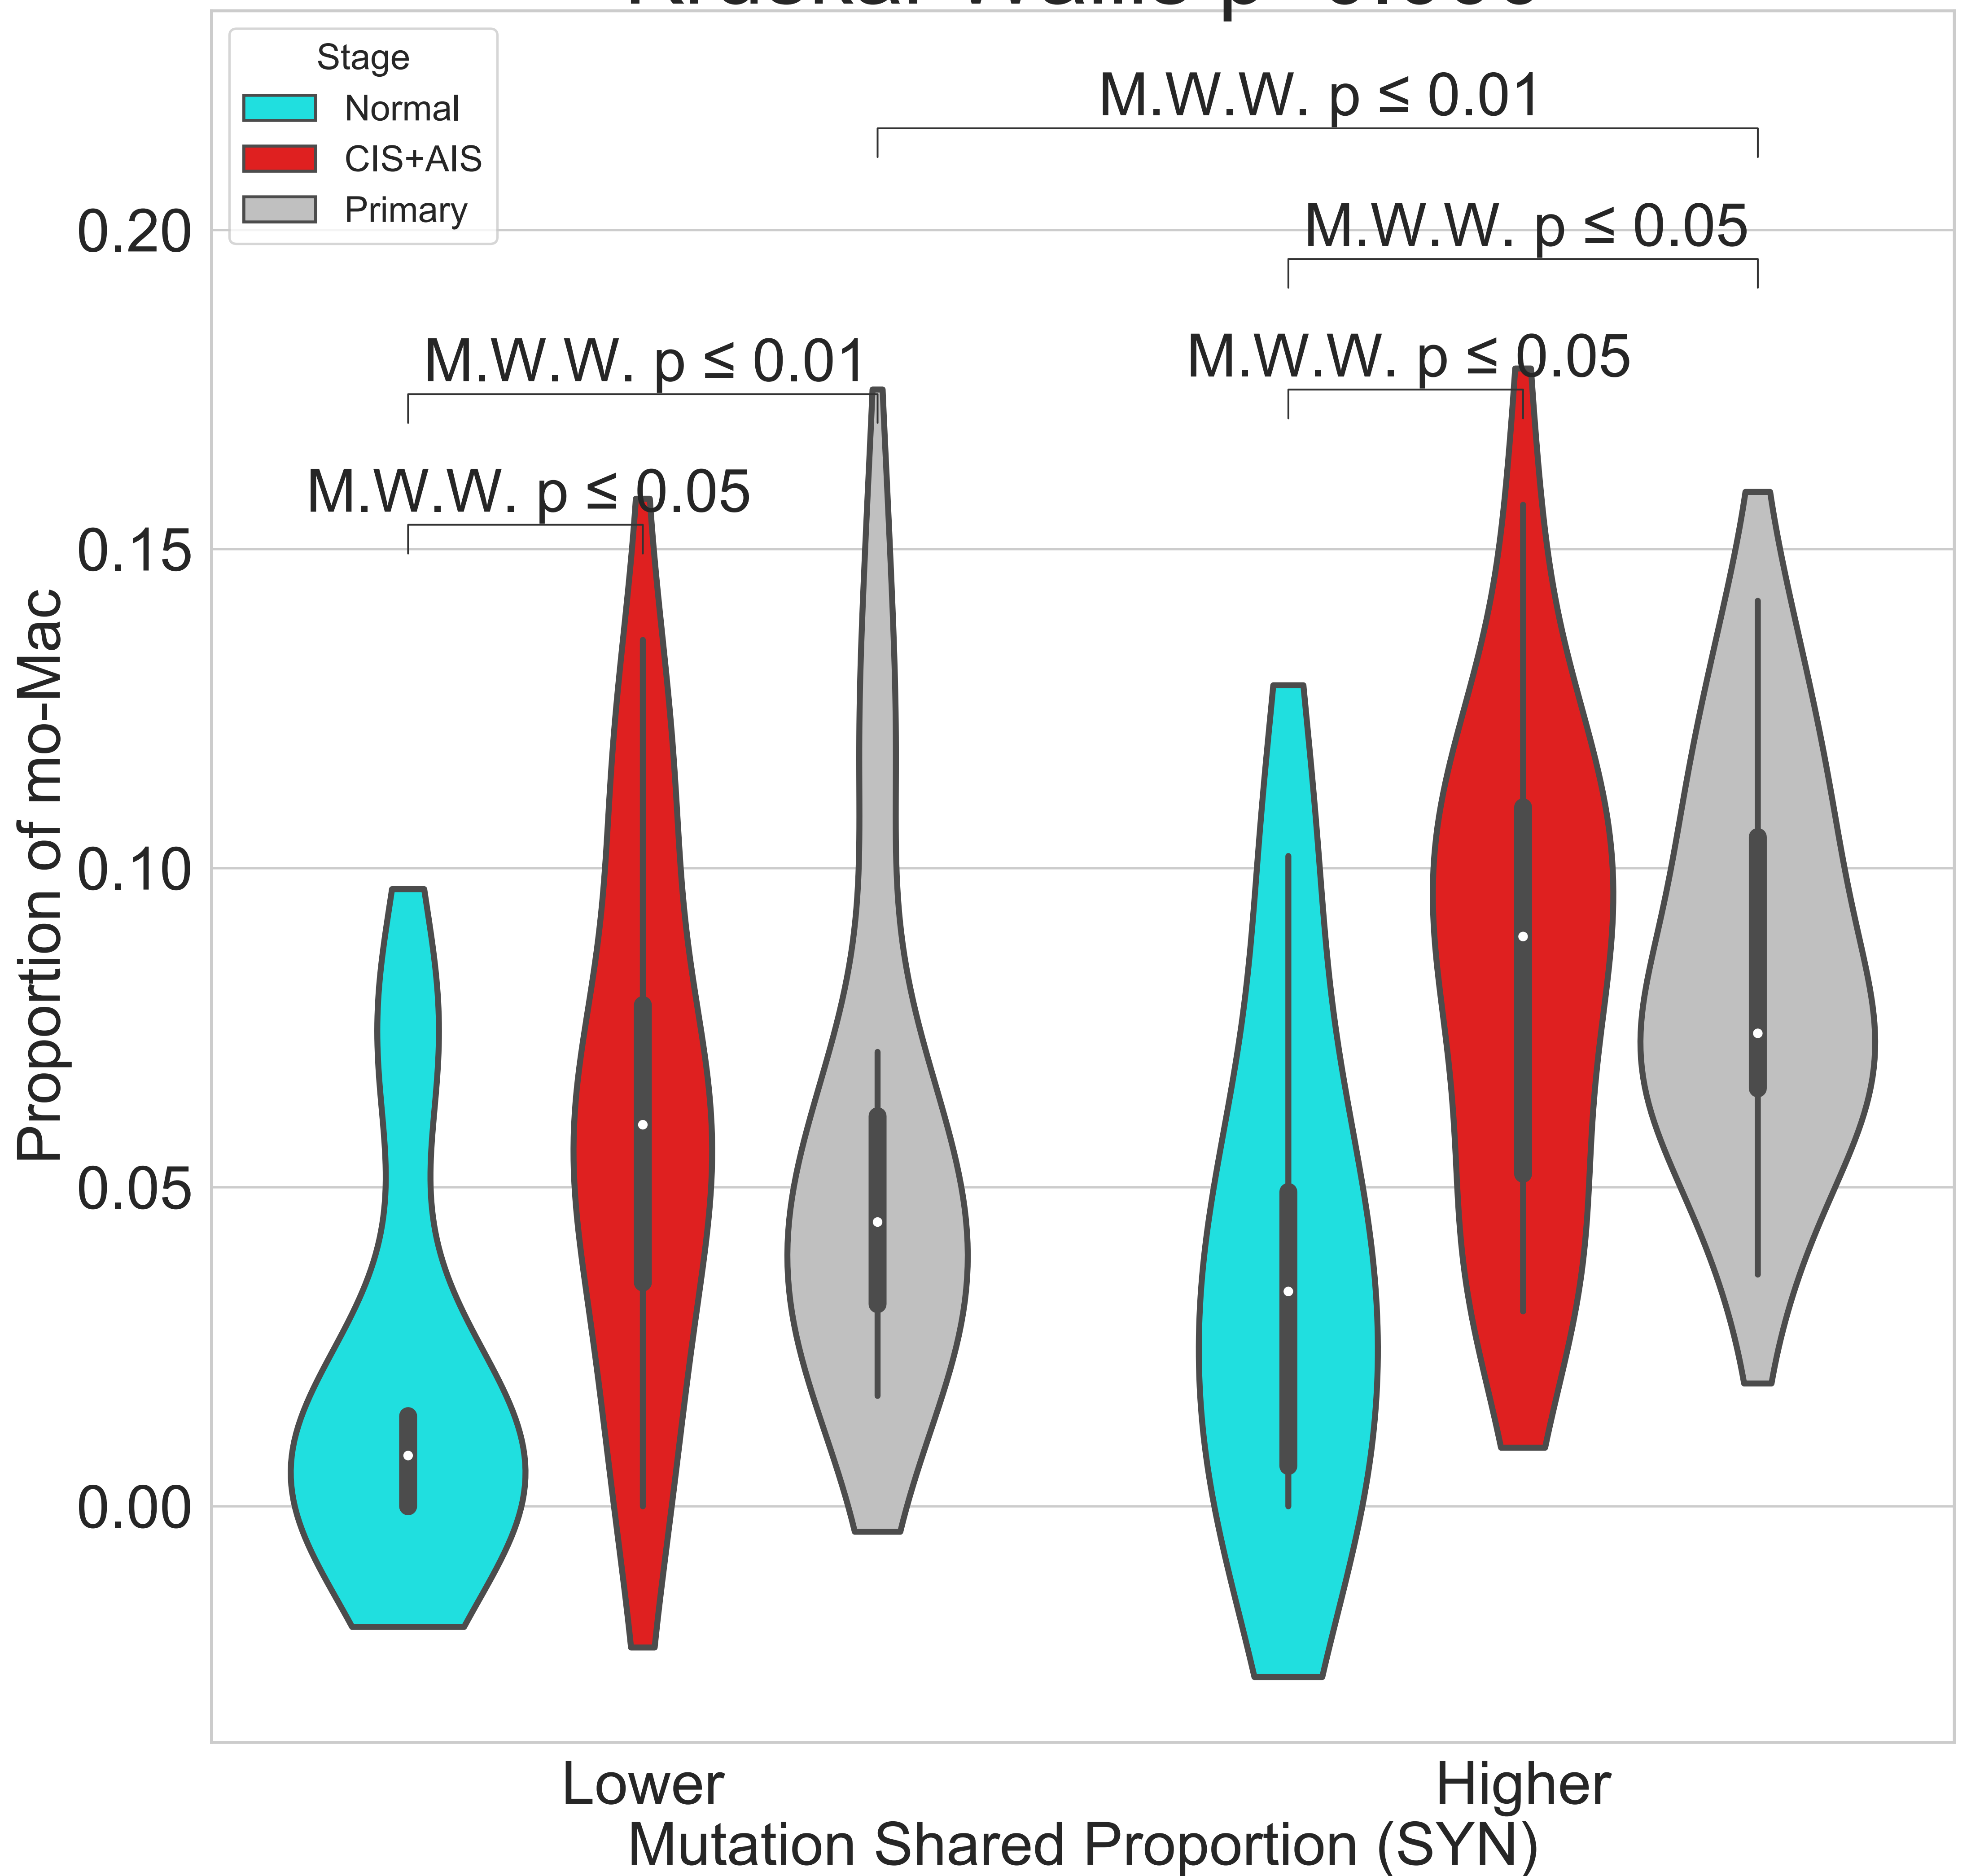 Stage
Normal
CIS+AIS
Primary
M.W.W. p ≤ 0.01
M.W.W. p ≤ 0.05
M.W.W. p ≤ 0.01
M.W.W. p ≤ 0.05
M.W.W. p ≤ 0.05
0.20
0.15
0.10
0.05
0.00
Proportion of mo-Mac
Lower
Higher
Mutation Shared Proportion (SYN)